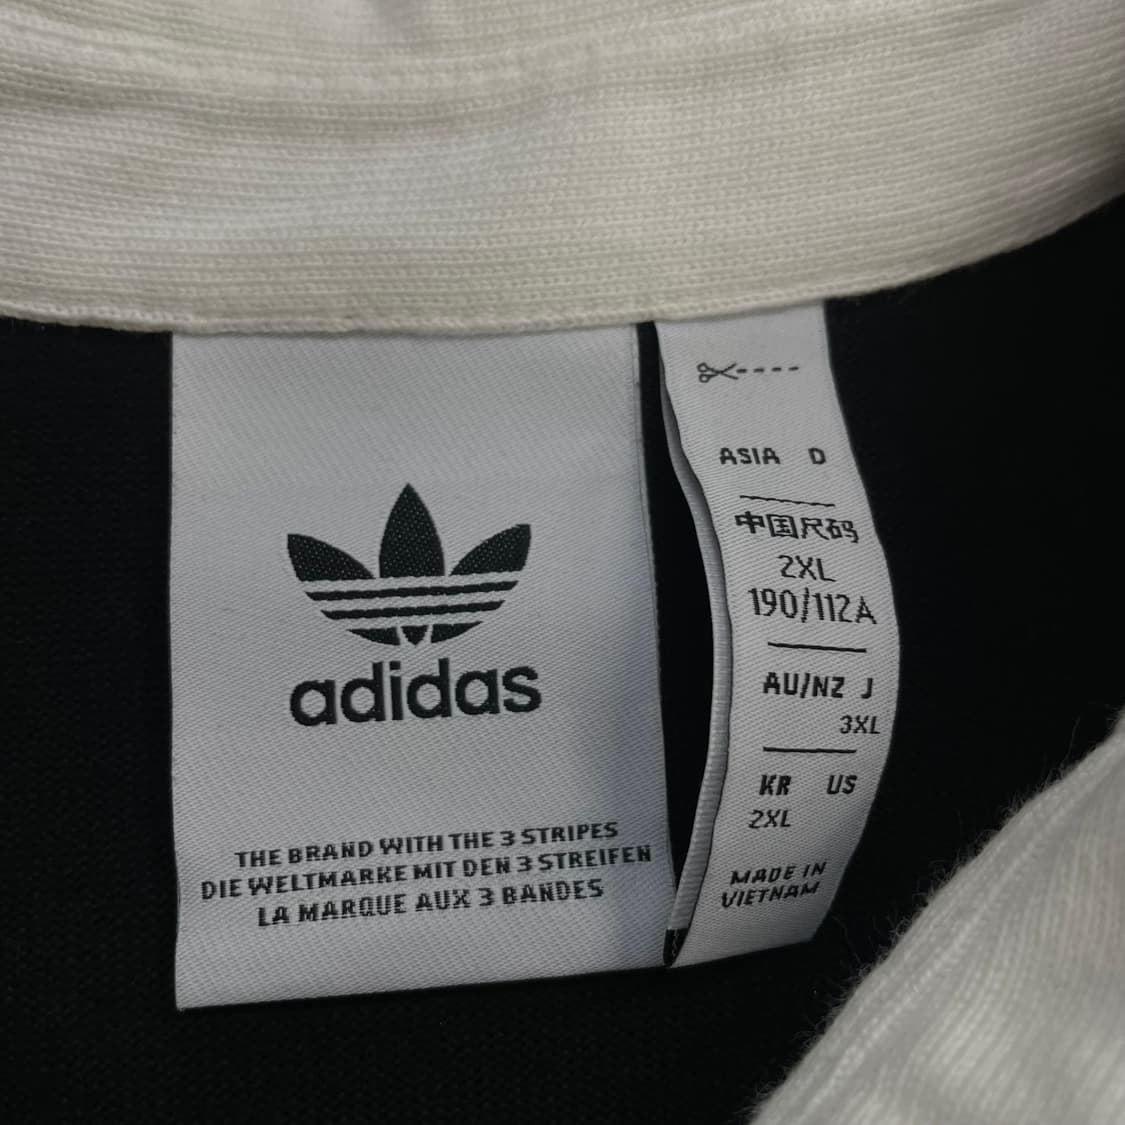 adidas
THE BRAND WITH THE 3 STRIPES
DIE WELTMARKE MIT DEN 3 STREIFEN
LA MARQUE AUX 3 BANDES
ASIA D
中国尺码
2XL
190/112A
AU/NZ J
3XL
KR US
2XL
MADE IN
VIETNAM